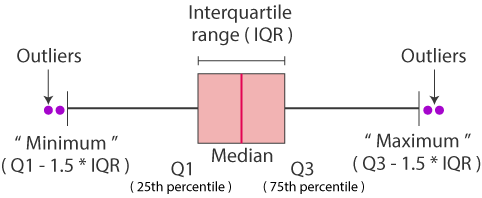 Interquartile
range ( IQR )
Outliers
Outliers
“ Minimum ”
( Q1 - 1.5 * IQR )
Q1
( 25th percentile )
Median
Q3
( 75th percentile )
“ Maximum ”
( Q3 - 1.5 * IQR )